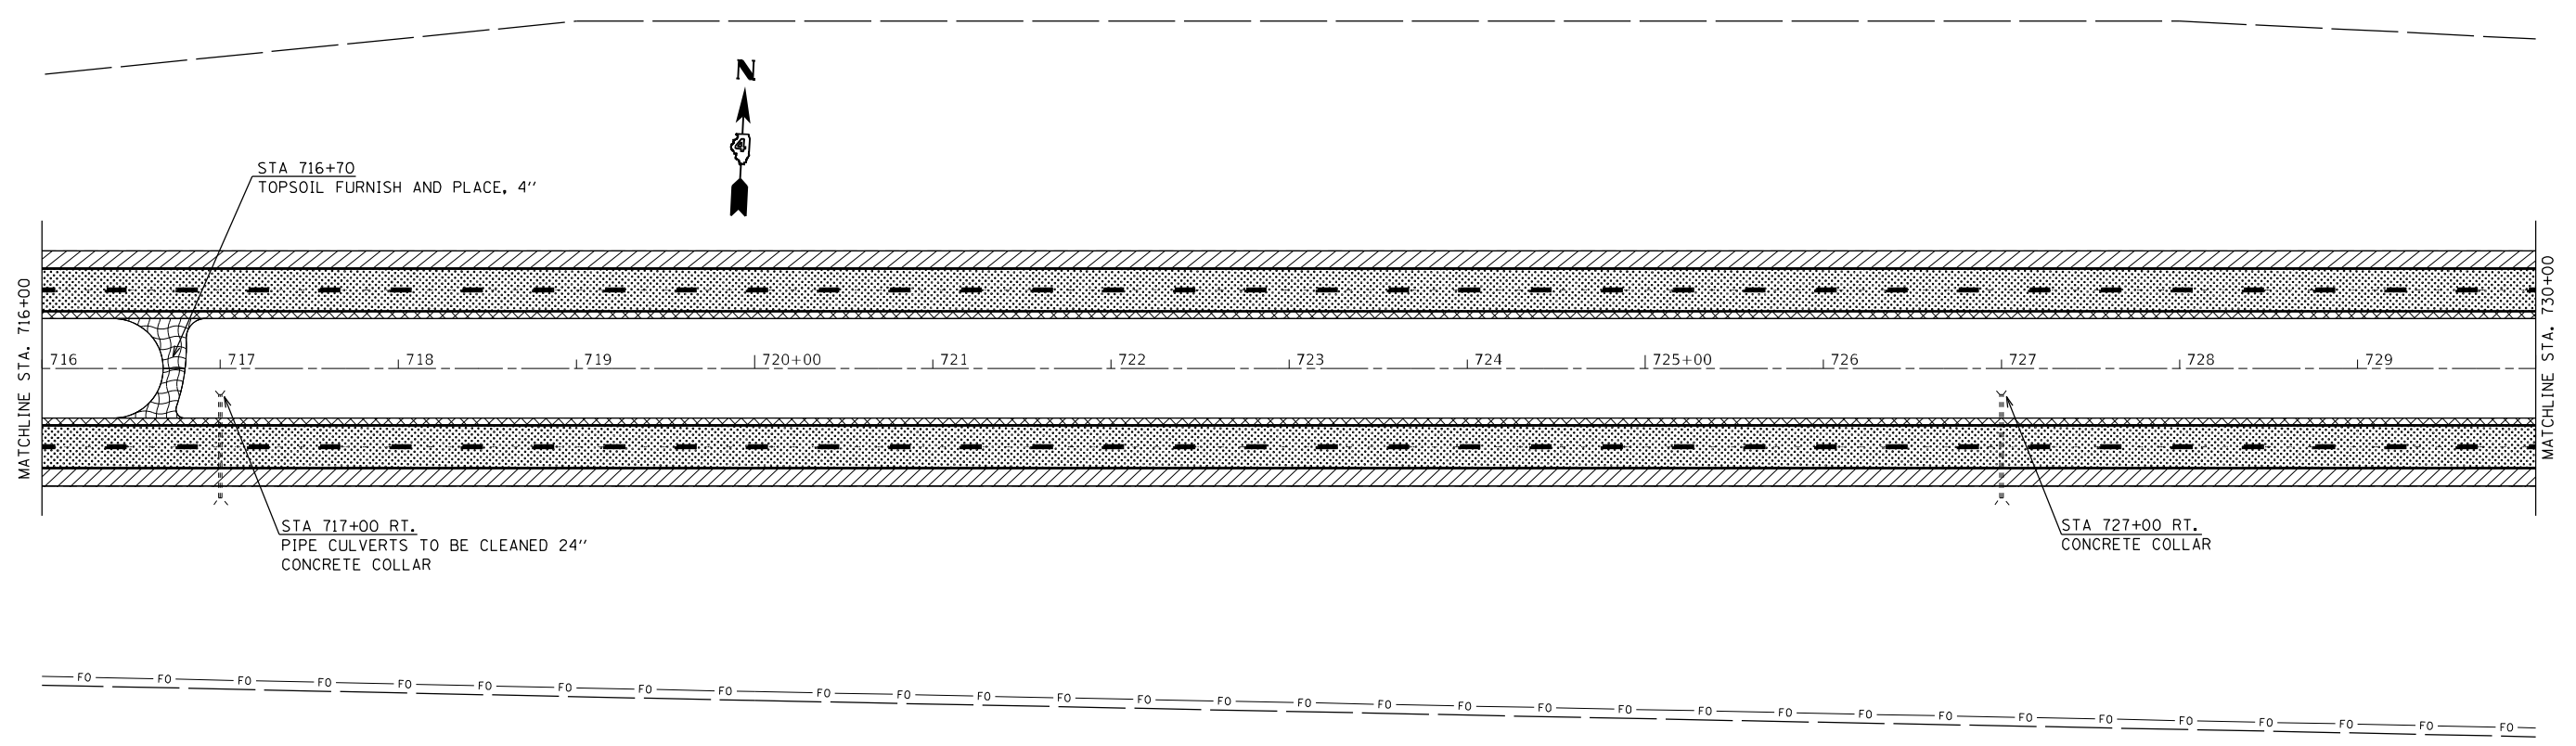 N
4
STA 716+70
TOPSOIL FURNISH AND PLACE, 4"
MATCHLINE STA. 716+00
716 717 718 719 720+00 721 722 723 724 725+00 726 727 728 729
MATCHLINE STA. 730+00
STA 717+00 RT.
PIPE CULVERTS TO BE CLEANED 24"
CONCRETE COLLAR
STA 727+00 RT.
CONCRETE COLLAR
FO FO FO FO FO FO FO FO FO FO FO FO FO FO FO FO FO FO FO FO FO FO FO FO FO FO FO FO FO FO FO